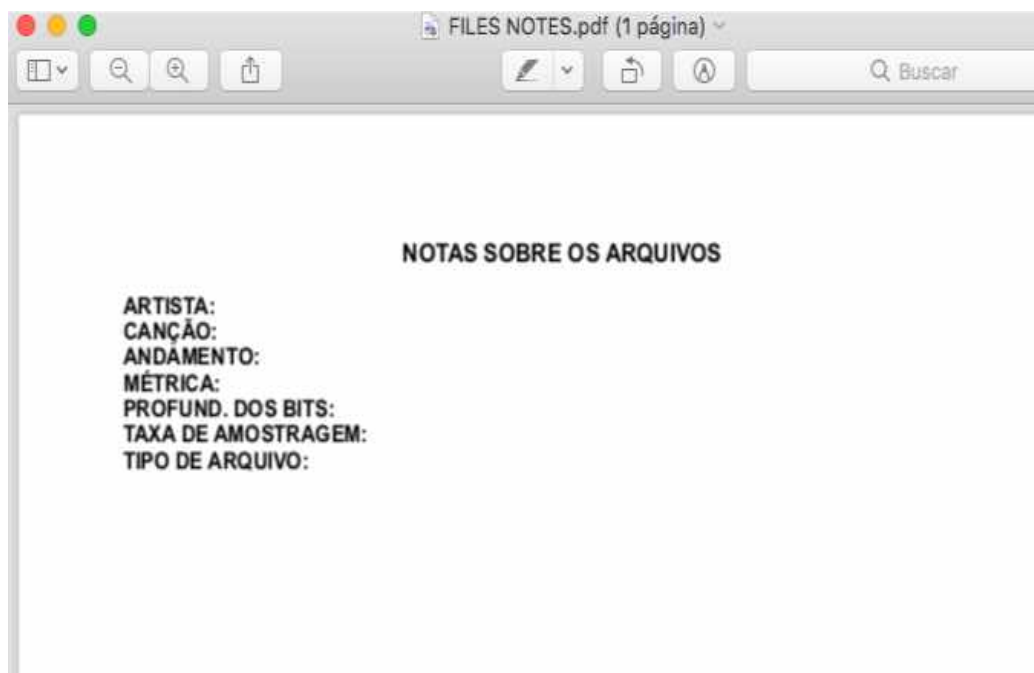 FILES NOTES.pdf (1 página)
Buscar
NOTAS SOBRE OS ARQUIVOS
ARTISTA:
CANÇÃO:
ANDAMENTO:
MÉTRICA:
PROFUND. DOS BITS:
TAXA DE AMOSTRAGEM:
TIPO DE ARQUIVO: